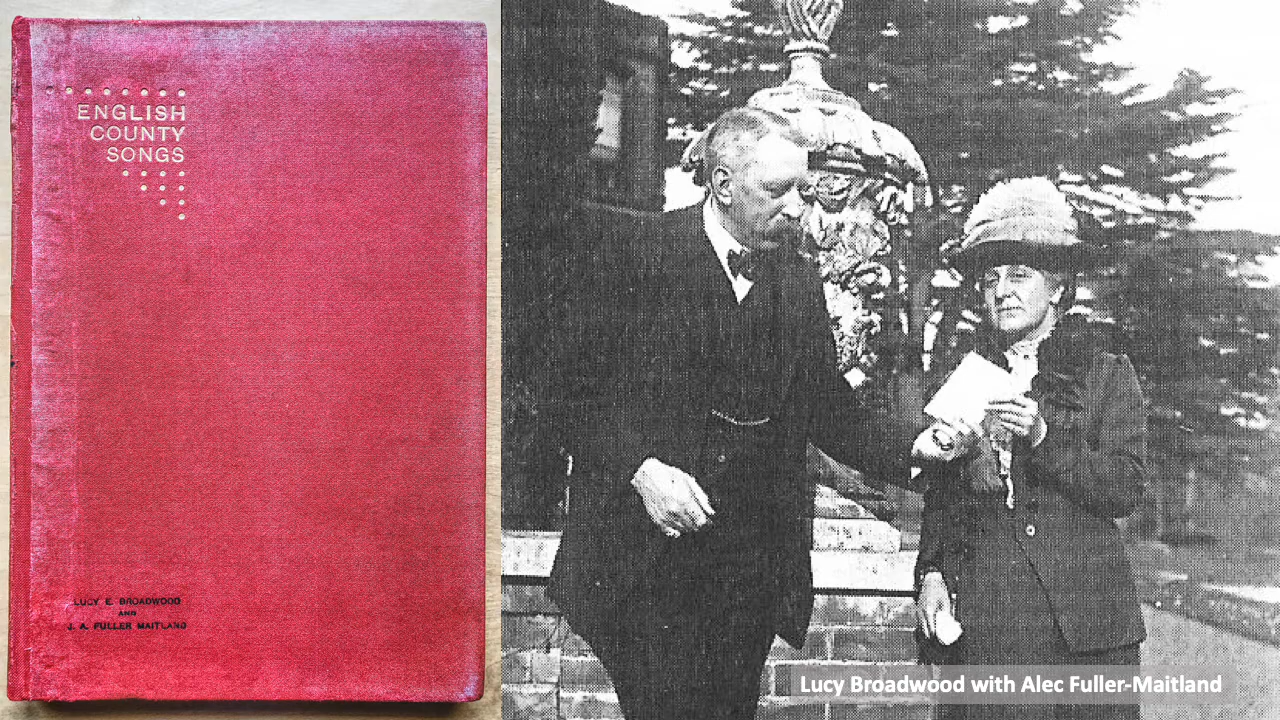 ENGLISH
COUNTY
SONGS
LUCY E. BROADWOOD
AND
J. A. FULLER MAITLAND
Lucy Broadwood with Alec Fuller-Maitland